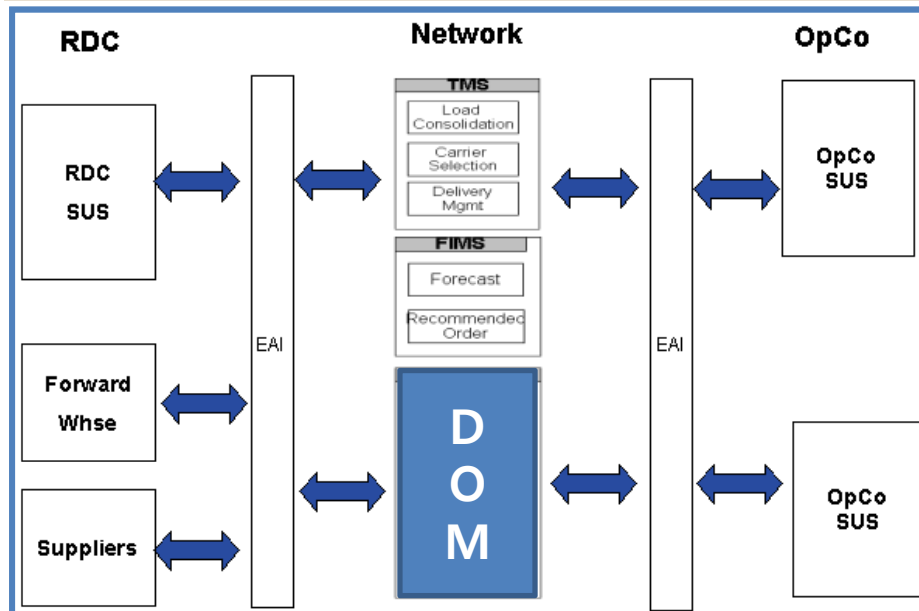 RDC
Network
OpCo
RDC
SUS
Forward
Whse
Suppliers
EAI
TMS
Load
Consolidation
Carrier
Selection
Delivery
Mgmt
FIMS
Forecast
Recommended
Order
D
O
M
EAI
OpCo
SUS
OpCo
SUS